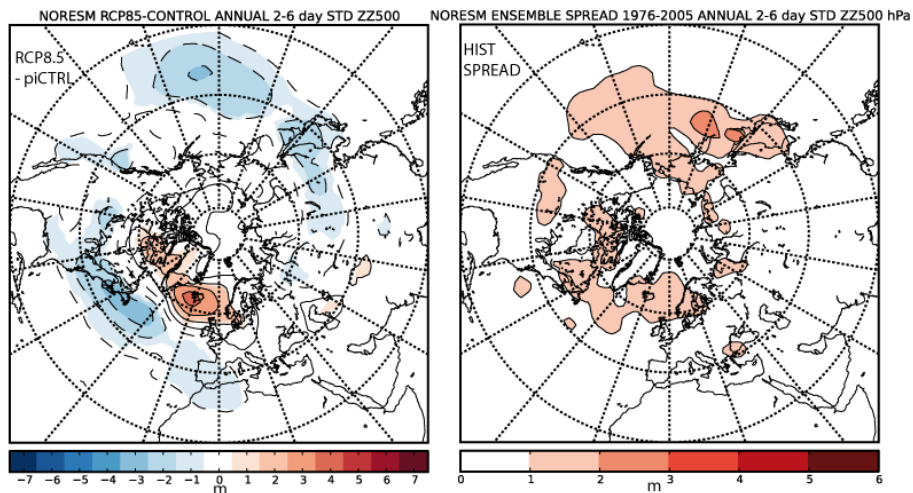 NORESM RCP85-CONTROL ANNUAL 2-6 day STD ZZ500
NORESM ENSEMBLE SPREAD 1976-2005 ANNUAL 2-6 day STD ZZ500 hPa
RCP8.5
- piCTRL
HIST
SPREAD
−7 −6 −5 −4 −3 −2 −1 0 1 2 3 4 5 6 7
m
0 1 2 3 4 5 6
m